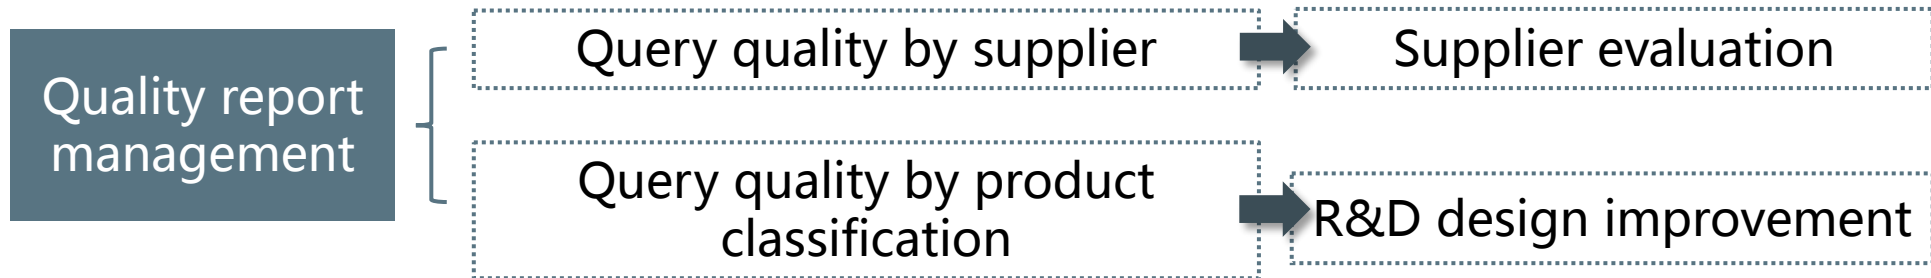 Quality report
management
Query quality by supplier
Supplier evaluation
Query quality by product
classification
R&D design improvement